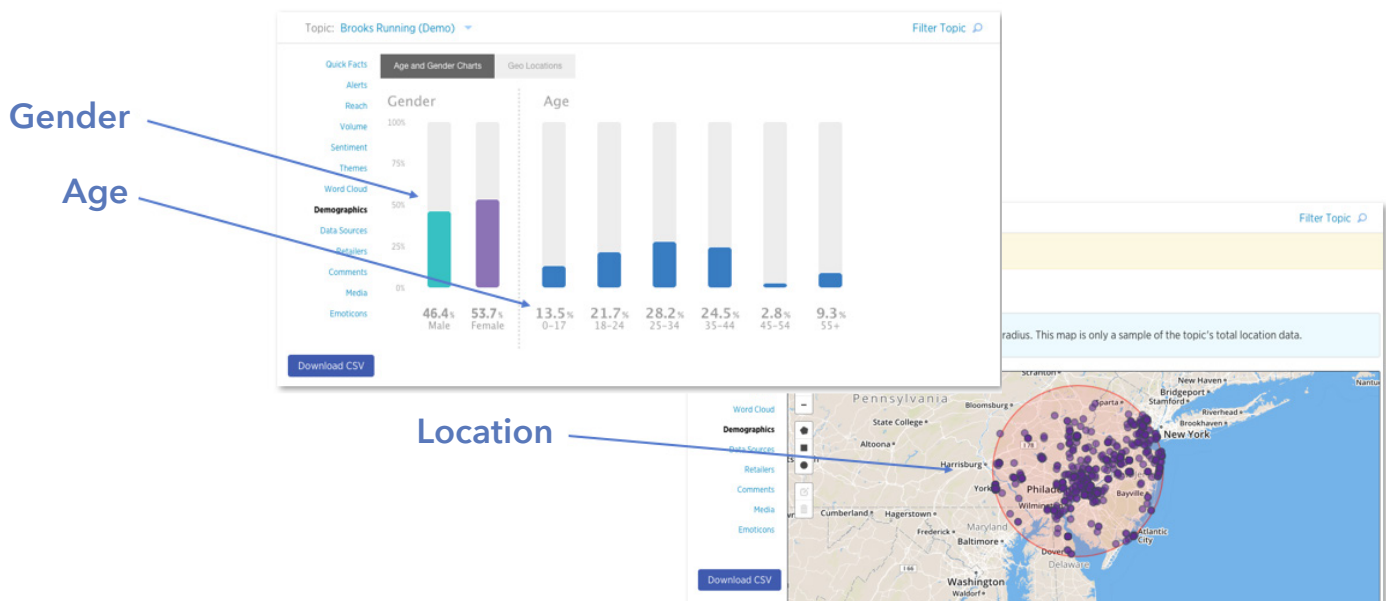 Topic: Brooks Running (Demo)
Filter Topic
Quick Facts
Alerts
Reach
Volume
Sentiment
Themes
Word Cloud
Demographics
Data Sources
Retailers
Comments
Media
Emoticons
Download CSV
Age and Gender Charts
Geo Locations
Gender
Age
100%
75%
50%
25%
0%
46.4%
Male
53.7%
Female
13.5%
0-17
21.7%
18-24
28.2%
25-34
24.5%
35-44
2.8%
45-54
9.3%
55+
Gender
Age
Location
Filter Topic
radius. This map is only a sample of the topic's total location data.
Word Cloud
Demographics
Data Sources
Retailers
Comments
Media
Emoticons
Download CSV
Scranton
New Haven
Pennsylvania
Bloomsburg
Sparta
Bridgeport
Stamford
Riverhead
Brookhaven
New York
State College
Altoona
I 78
Harrisburg
York
Bayville
Cumberland
Hagerstown
Frederick
Maryland
Baltimore
Atlantic
City
Dover
Delaware
I 66
Washington
Waldorf